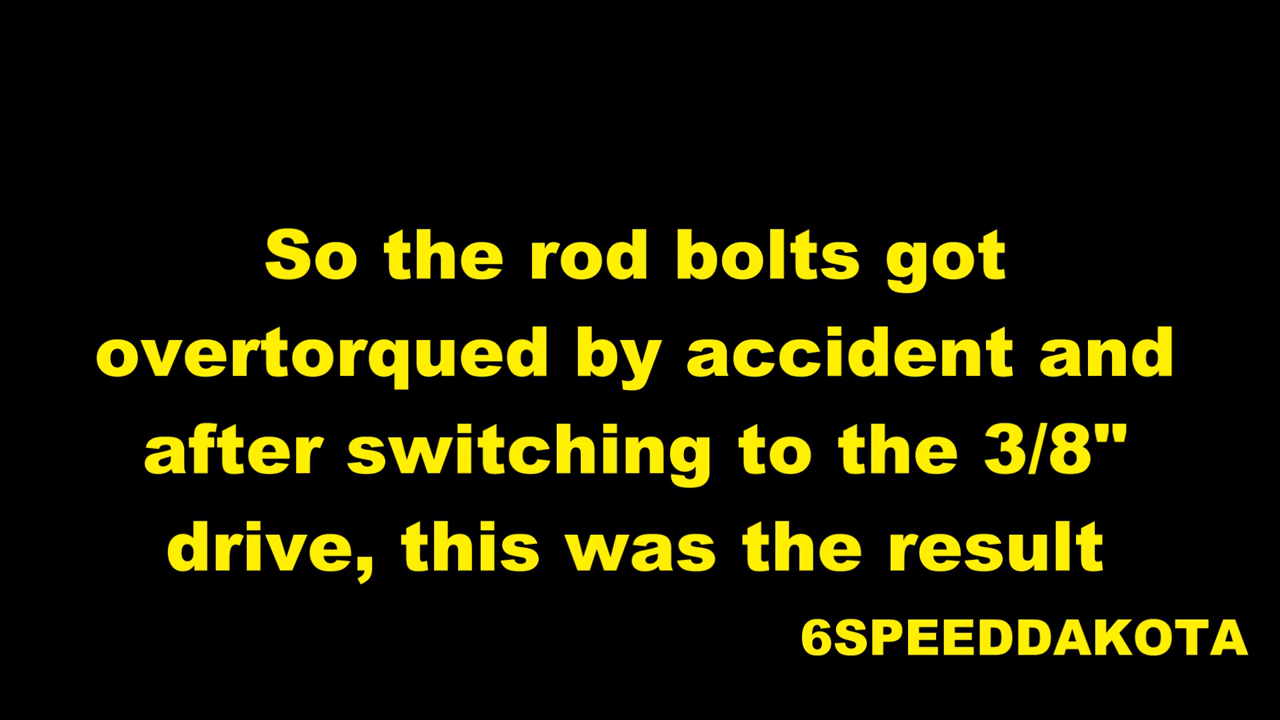 So the rod bolts got
overtorqued by accident and
after switching to the 3/8"
drive, this was the result
6SPEEDDAKOTA